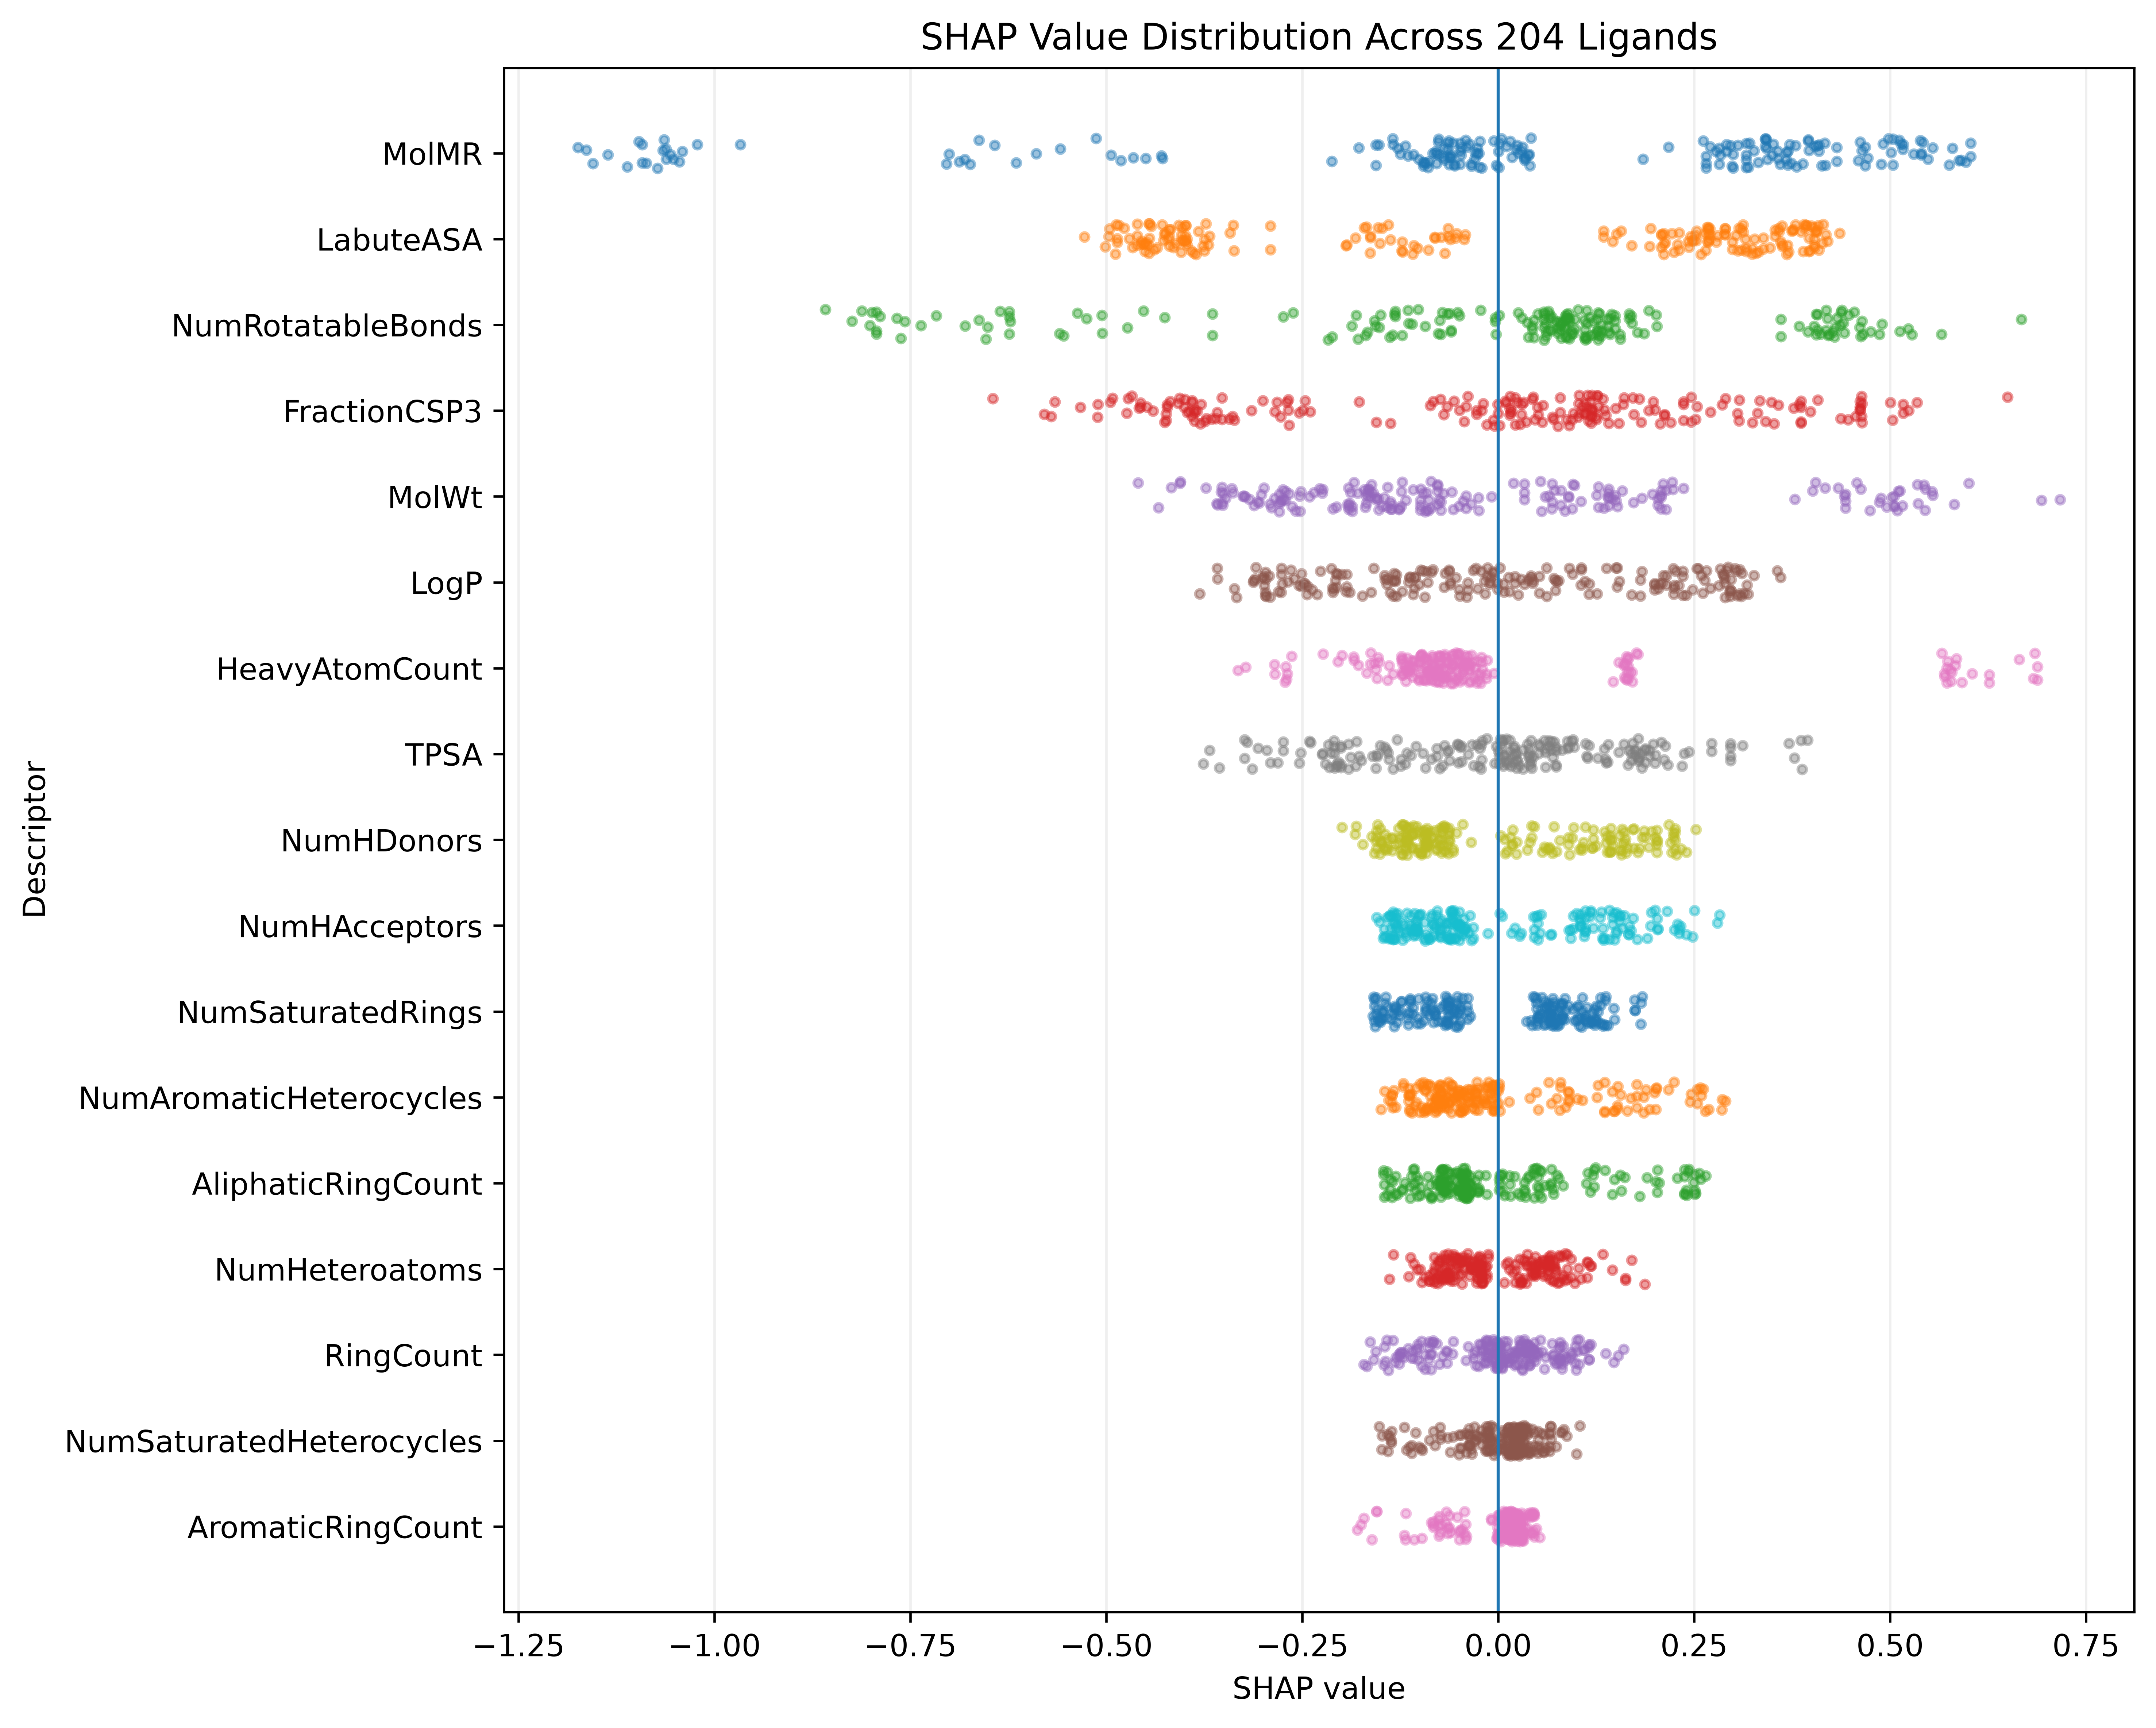 SHAP Value Distribution Across 204 Ligands
MolMR
LabuteASA
NumRotatableBonds
FractionCSP3
MolWt
LogP
HeavyAtomCount
TPSA
NumHDonors
NumHAcceptors
NumSaturatedRings
NumAromaticHeterocycles
AliphaticRingCount
NumHeteroatoms
RingCount
NumSaturatedHeterocycles
AromaticRingCount
Descriptor
−1.25 −1.00 −0.75 −0.50 −0.25 0.00 0.25 0.50 0.75
SHAP value